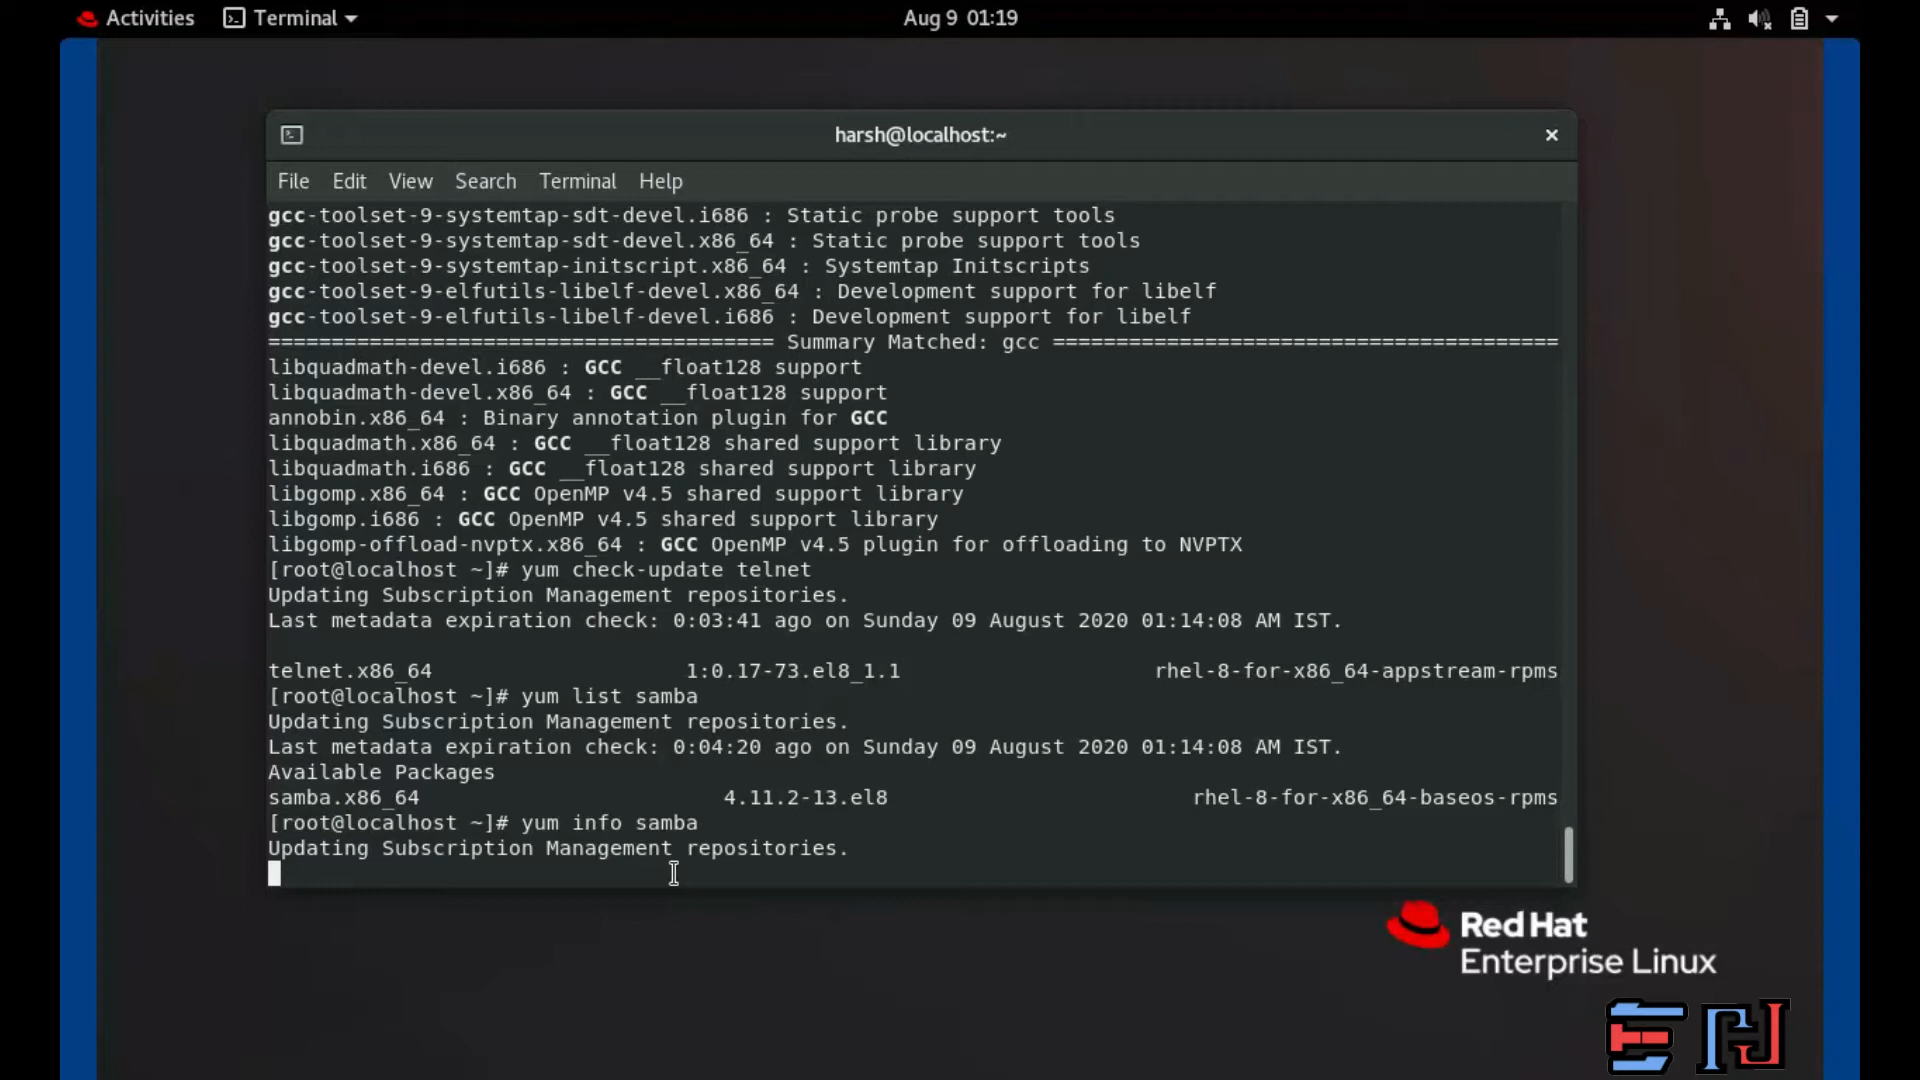 Activities Terminal Aug 9 01:19
harsh@localhost:~
File Edit View Search Terminal Help
gcc-toolset-9-systemtap-sdt-devel.i686 : Static probe support tools
gcc-toolset-9-systemtap-sdt-devel.x86_64 : Static probe support tools
gcc-toolset-9-systemtap-initscript.x86_64 : Systemtap Initscripts
gcc-toolset-9-elfutils-libelf-devel.x86_64 : Development support for libelf
gcc-toolset-9-elfutils-libelf-devel.i686 : Development support for libelf
======================================== Summary Matched: gcc ========================================
libquadmath-devel.i686 : GCC __float128 support
libquadmath-devel.x86_64 : GCC __float128 support
annobin.x86_64 : Binary annotation plugin for GCC
libquadmath.x86_64 : GCC __float128 shared support library
libquadmath.i686 : GCC __float128 shared support library
libgomp.x86_64 : GCC OpenMP v4.5 shared support library
libgomp.i686 : GCC OpenMP v4.5 shared support library
libgomp-offload-nvptx.x86_64 : GCC OpenMP v4.5 plugin for offloading to NVPTX
[root@localhost ~]# yum check-update telnet
Updating Subscription Management repositories.
Last metadata expiration check: 0:03:41 ago on Sunday 09 August 2020 01:14:08 AM IST.
telnet.x86_64 1:0.17-73.el8_1.1 rhel-8-for-x86_64-appstream-rpms
[root@localhost ~]# yum list samba
Updating Subscription Management repositories.
Last metadata expiration check: 0:04:20 ago on Sunday 09 August 2020 01:14:08 AM IST.
Available Packages
samba.x86_64 4.11.2-13.el8 rhel-8-for-x86_64-baseos-rpms
[root@localhost ~]# yum info samba
Updating Subscription Management repositories.
Red Hat
Enterprise Linux